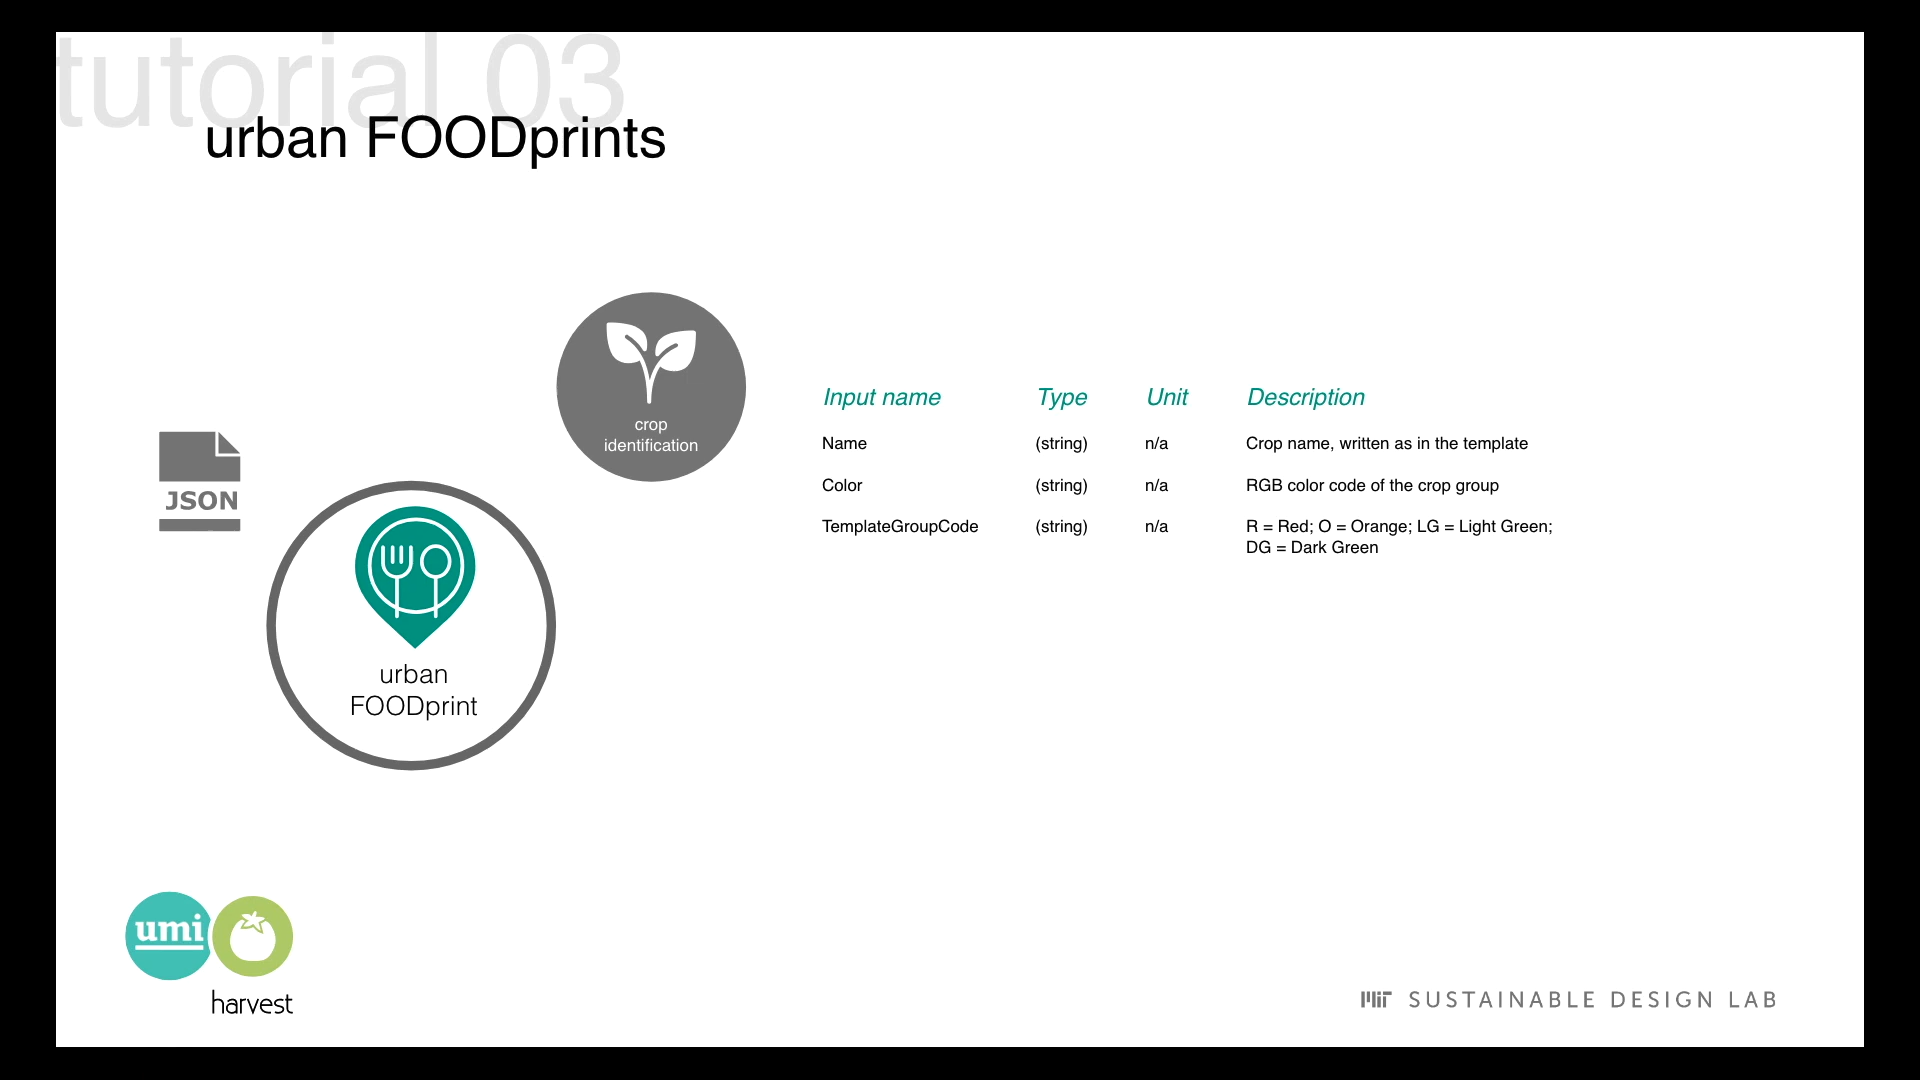 tutorial 03
urban FOODprints
crop
identification
JSON
urban
FOODprint
Input name Type Unit Description
Name (string) n/a Crop name, written as in the template
Color (string) n/a RGB color code of the crop group
TemplateGroupCode (string) n/a R = Red; O = Orange; LG = Light Green;
DG = Dark Green
umi
harvest
MIT SUSTAINABLE DESIGN LAB